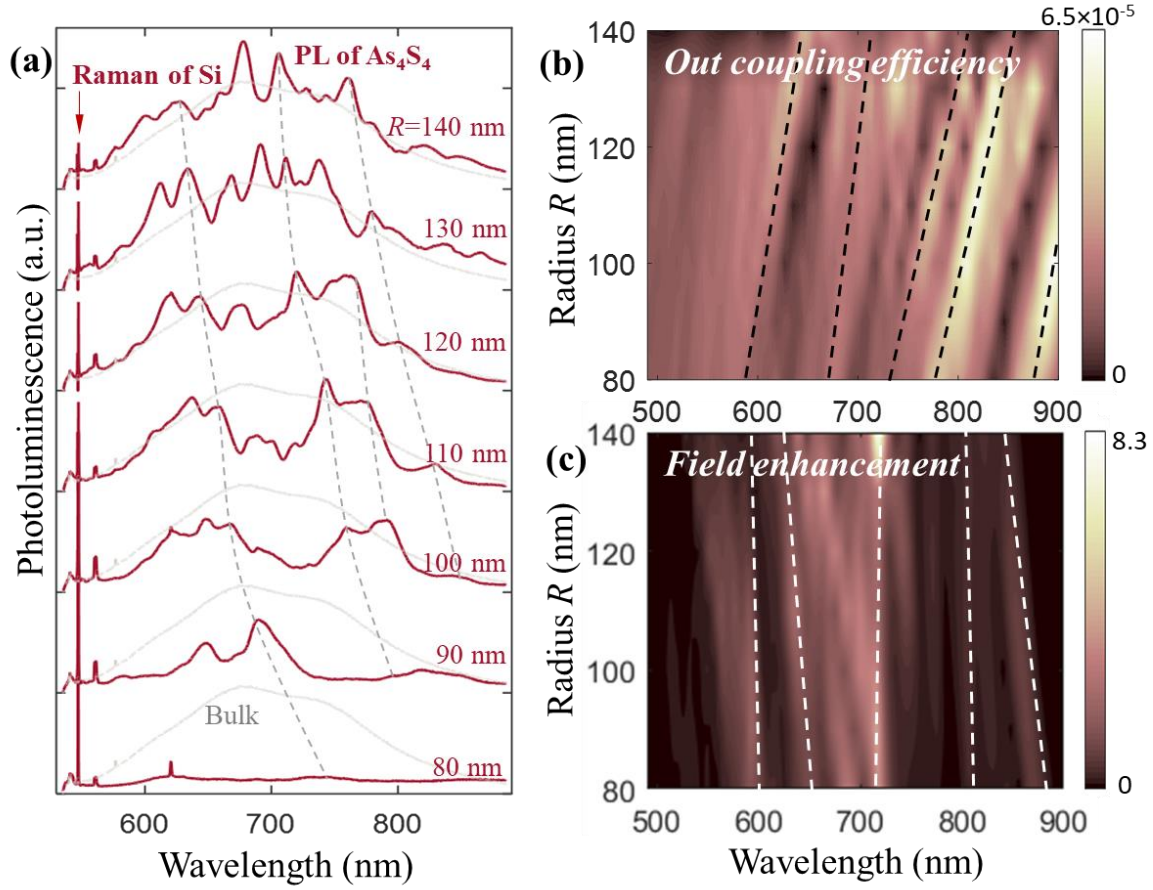 (a)
Raman of Si
PL of As₄S₄
R=140 nm
130 nm
120 nm
110 nm
100 nm
90 nm
Bulk
80 nm
Photoluminescence (a.u.)
600 700 800
Wavelength (nm)
(b)
Out coupling efficiency
6.5×10⁻⁵
0
140
120
100
80
Radius R (nm)
500 600 700 800 900
(c)
Field enhancement
8.3
0
140
120
100
80
Radius R (nm)
500 600 700 800 900
Wavelength (nm)